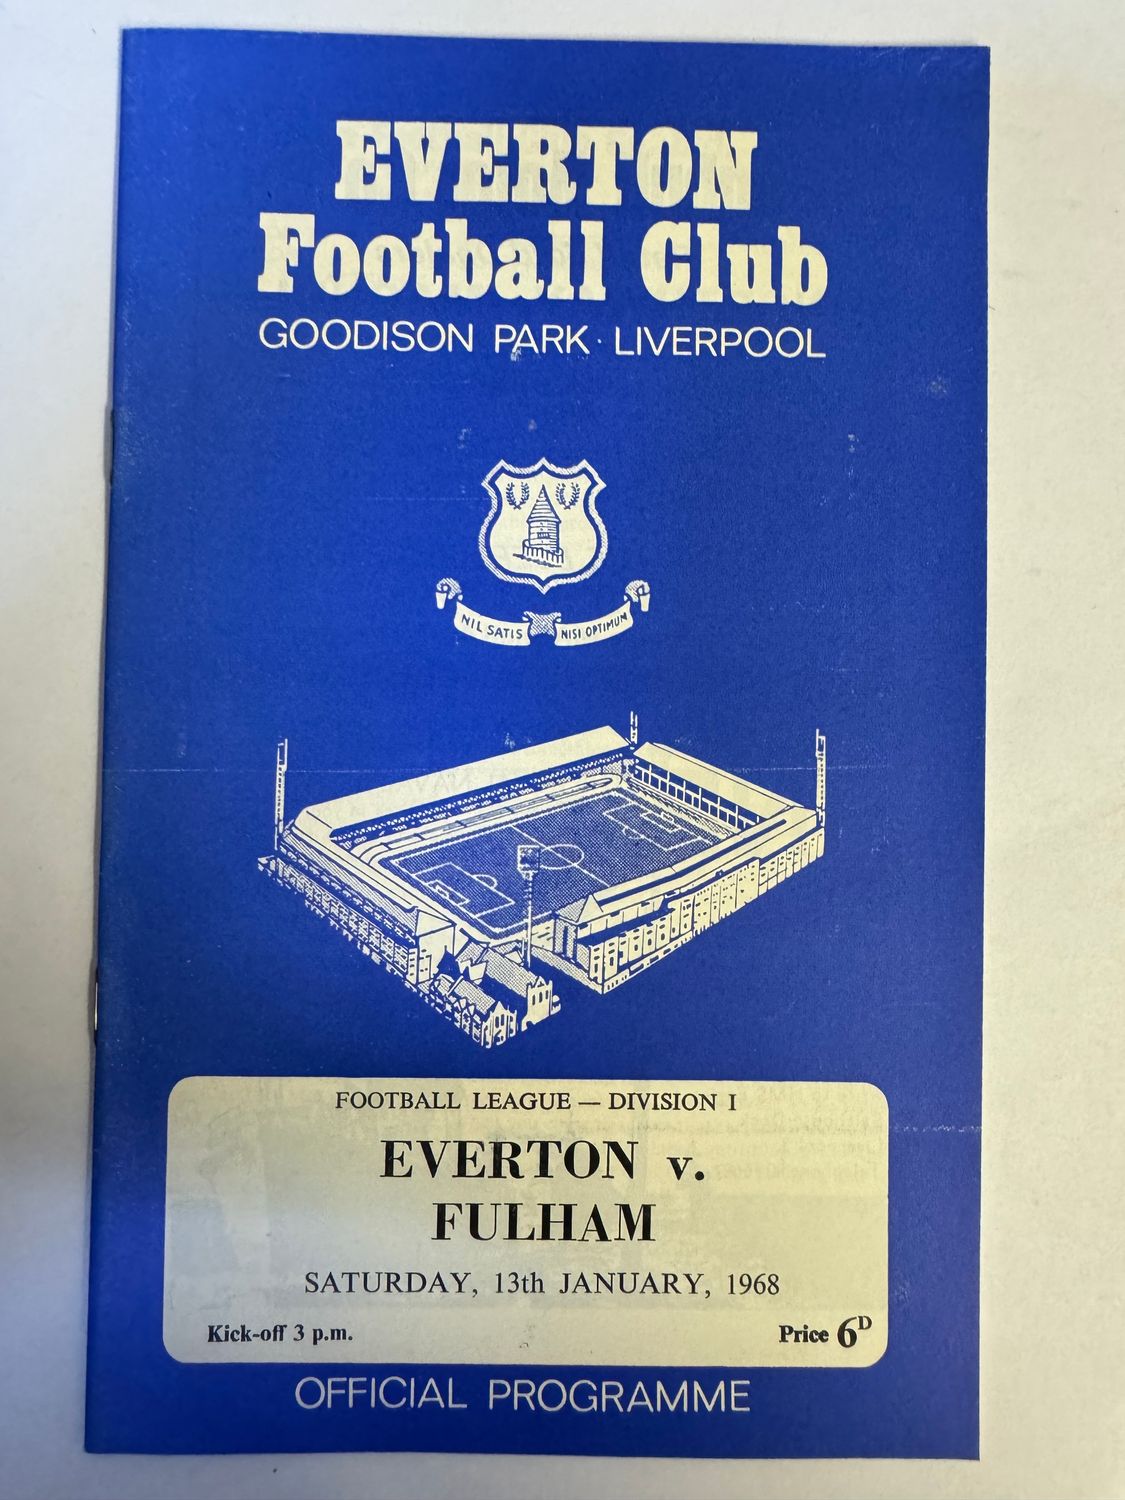 EVERTON
Football Club
GOODISON PARK · LIVERPOOL
NIL SATIS NISI OPTIMUM
FOOTBALL LEAGUE — DIVISION I
EVERTON v.
FULHAM
SATURDAY, 13th JANUARY, 1968
Kick-off 3 p.m. Price 6D
OFFICIAL PROGRAMME